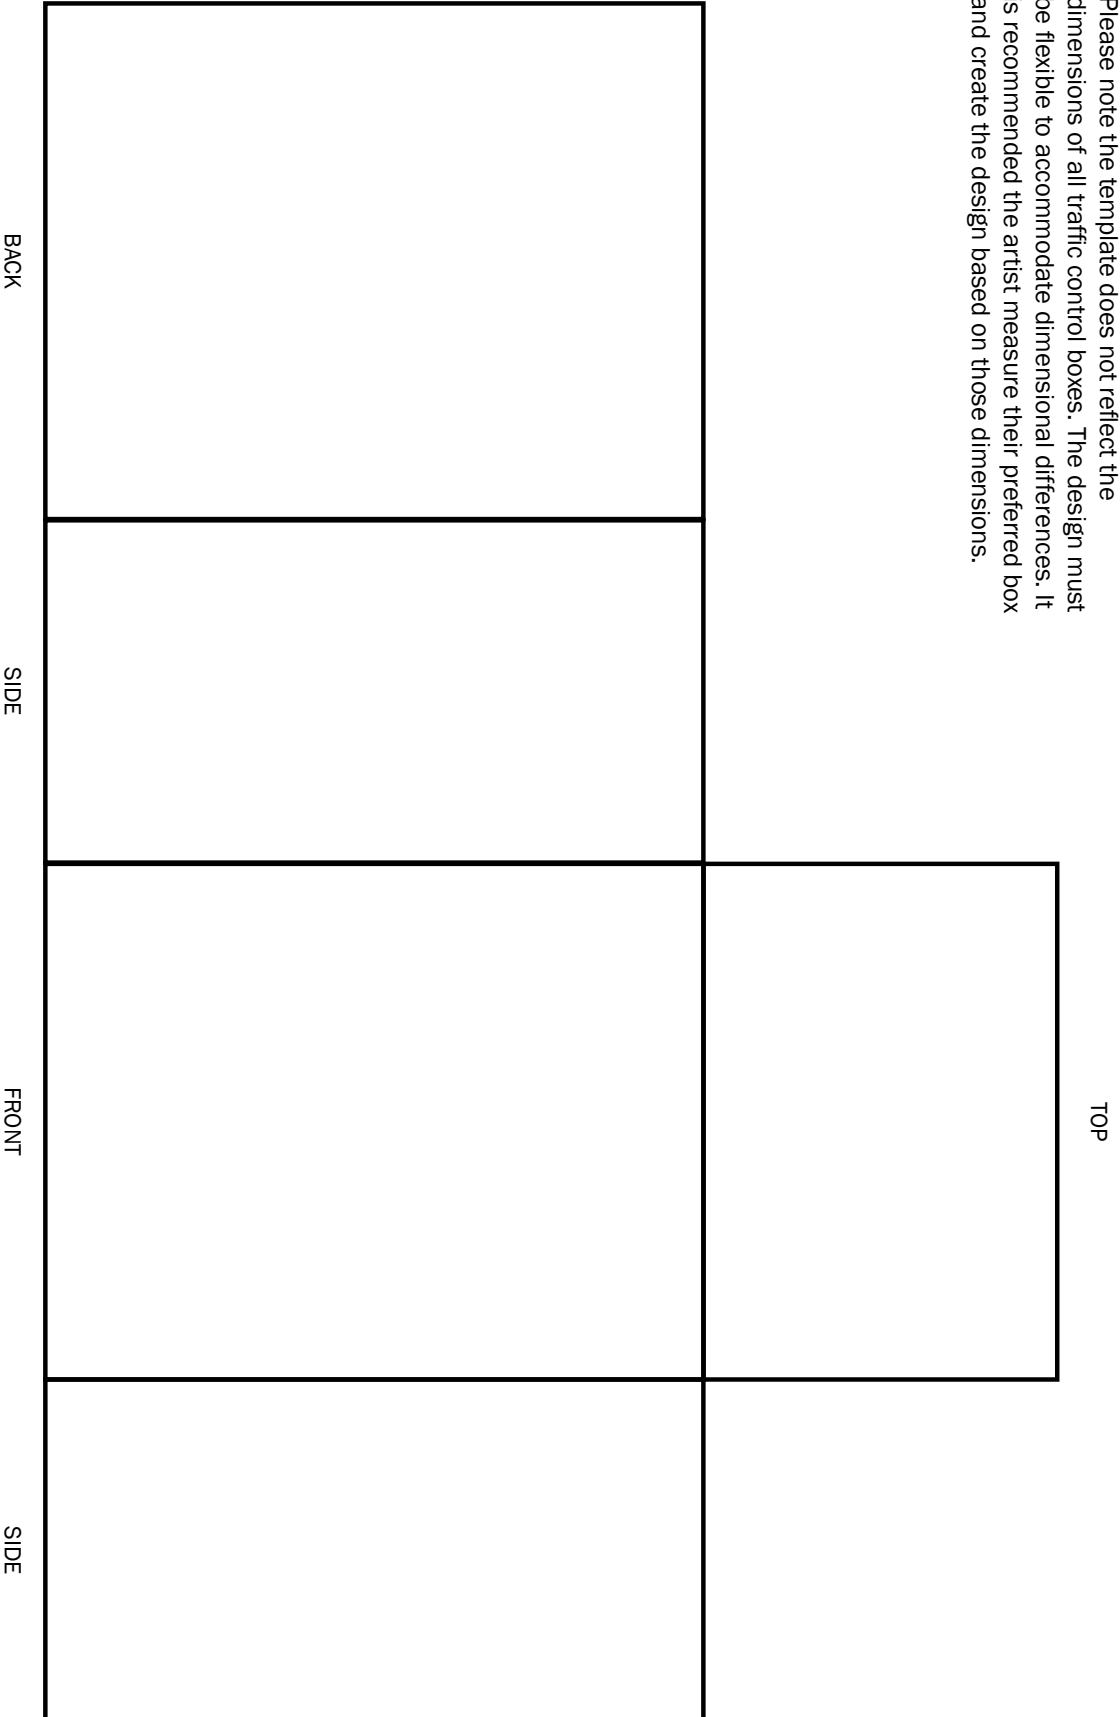 Please note the template does not reflect the
dimensions of all traffic control boxes. The design must
be flexible to accommodate dimensional differences. It
s recommended the artist measure their preferred box
and create the design based on those dimensions.
TOP
BACK
SIDE
FRONT
SIDE